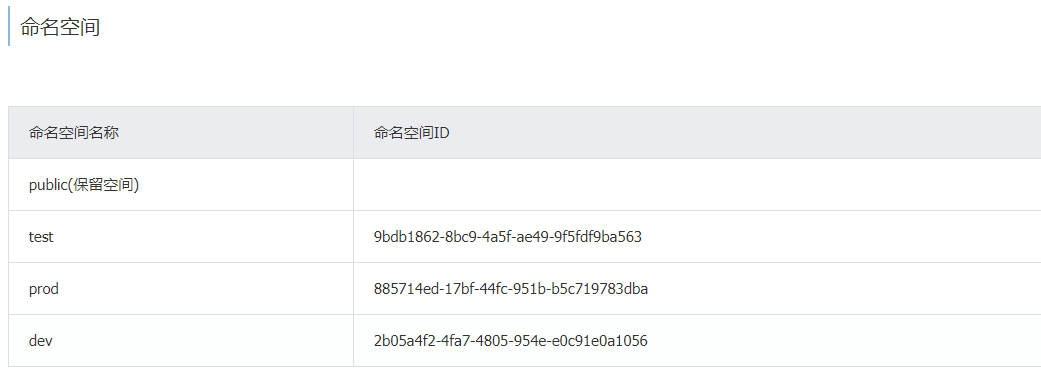 命名空间
命名空间名称 命名空间ID
public(保留空间)
test 9bdb1862-8bc9-4a5f-ae49-9f5fdf9ba563
prod 885714ed-17bf-44fc-951b-b5c719783dba
dev 2b05a4f2-4fa7-4805-954e-e0c91e0a1056